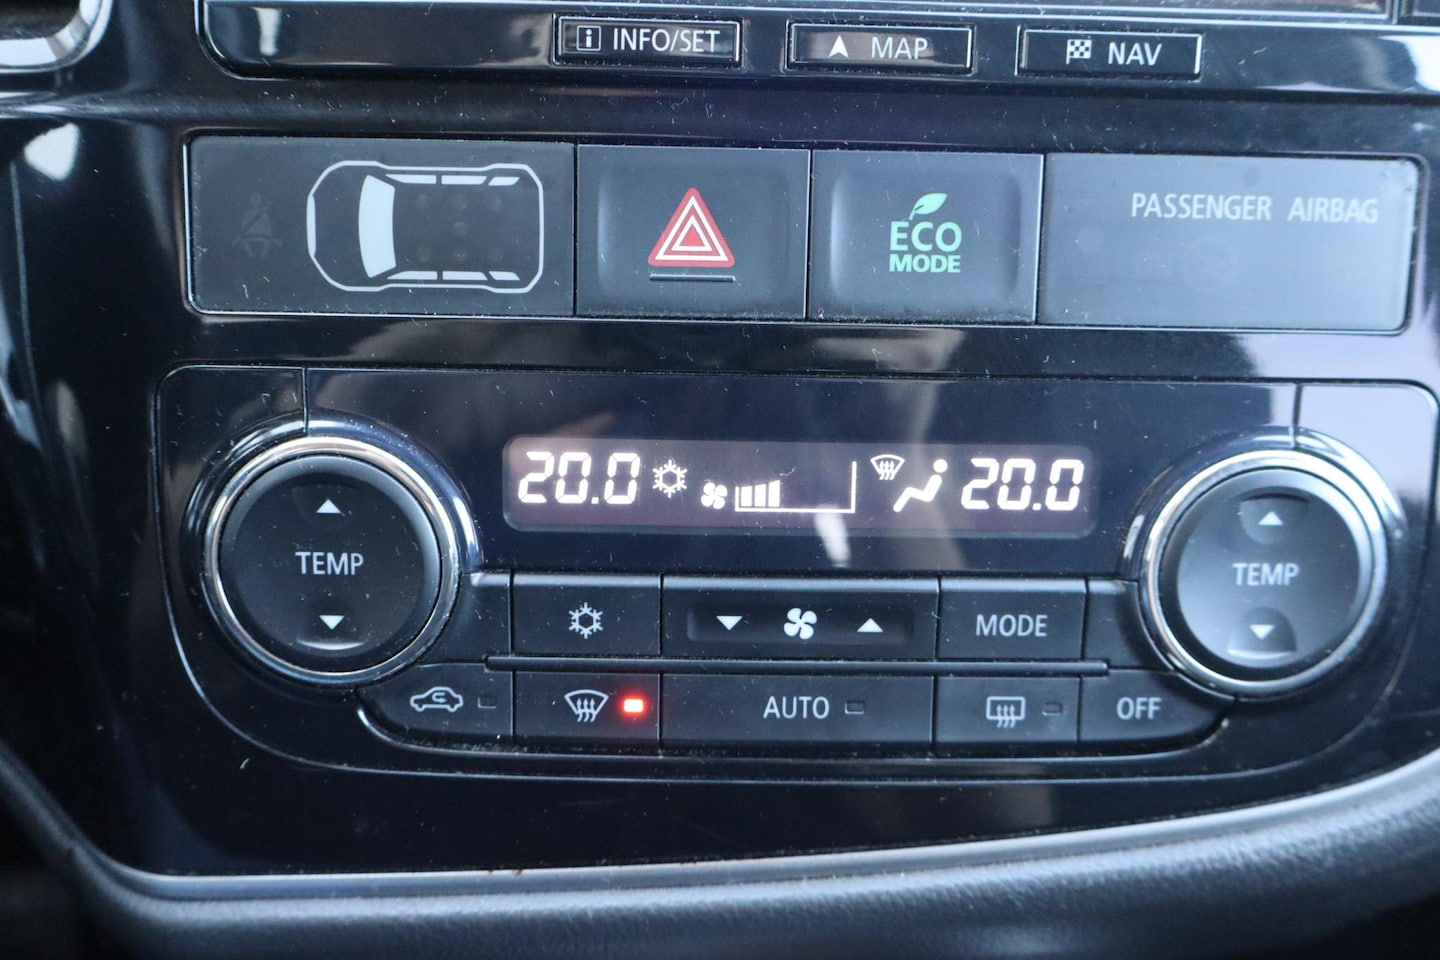 INFO/SET
MAP
NAV
ECO
MODE
PASSENGER AIRBAG
20.0
20.0
TEMP
TEMP
MODE
AUTO
OFF